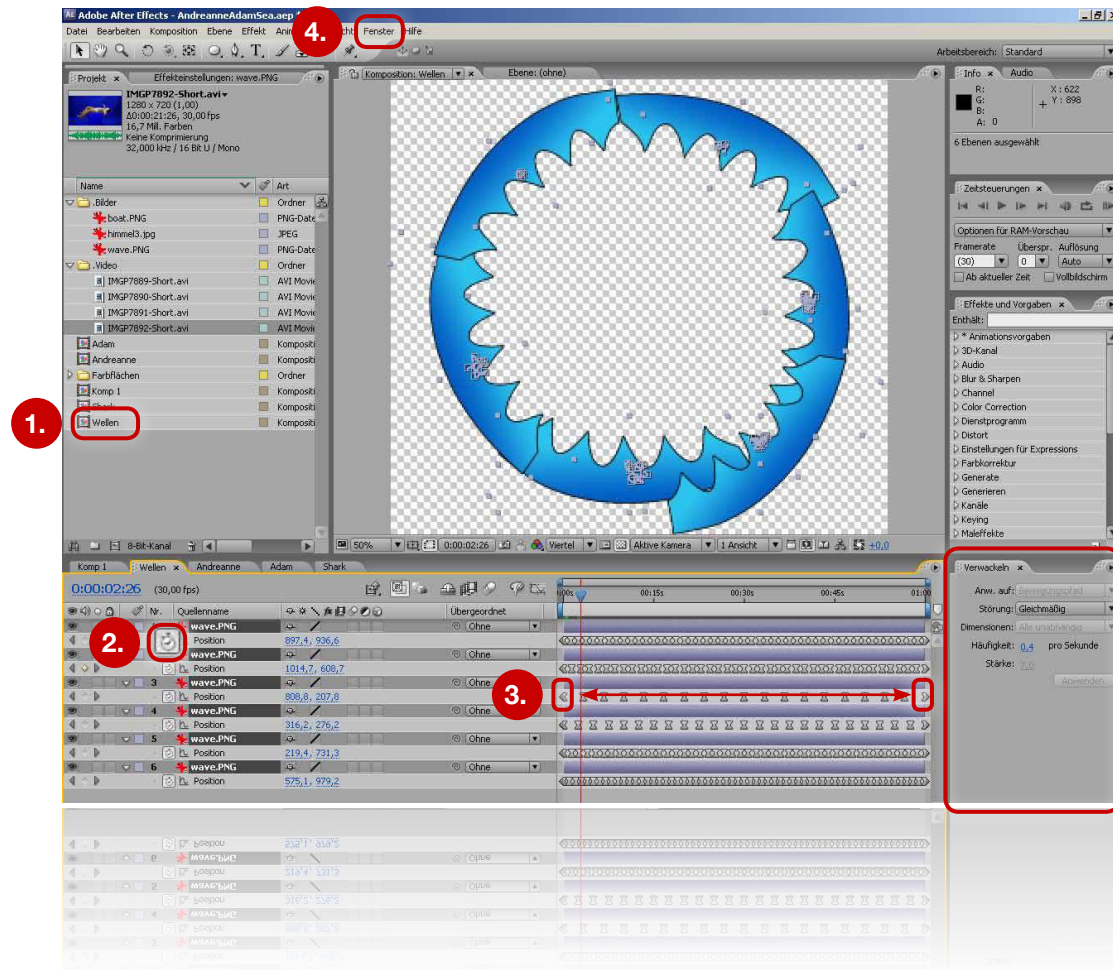 Adobe After Effects - AndreanneAdamSea.aep *
Datei Bearbeiten Komposition Ebene Effekt Fenster Hilfe
4.
Arbeitsbereich: Standard
Projekt × Effekteinstellungen: wave.PNG
IMGP7892-Short.avi
1280 x 720 (1,00)
Δ0:00:21:26, 30,00 fps
16,7 Mill. Farben
Keine Komprimierung
32,000 kHz / 16 Bit U / Mono
Name Art
.Bilder Ordner
boat.PNG PNG-Date
himmel3.jpg JPEG
wave.PNG PNG-Date
.Video Ordner
IMGP7889-Short.avi AVI Movie
IMGP7890-Short.avi AVI Movie
IMGP7891-Short.avi AVI Movie
IMGP7892-Short.avi AVI Movie
Adam Kompositi
Andreanne Kompositi
Farbflächen Ordner
Komp 1 Kompositi
Shark Kompositi
1.
Wellen Kompositi
8-Bit-Kanal
Komposition: Wellen × Ebene: (ohne)
50% 0:00:02:26 Viertel Aktive Kamera 1 Ansicht +0,0
Info × Audio
R: X : 622
G: + Y : 898
B:
A: 0
6 Ebenen ausgewählt
Zeitsteuerungen ×
Optionen für RAM-Vorschau
Framerate Überspr. Auflösung
(30) 0 Auto
Ab aktueller Zeit Vollbildschirm
Effekte und Vorgaben ×
Enthält:
* Animationsvorgaben
3D-Kanal
Audio
Blur & Sharpen
Channel
Color Correction
Dienstprogramm
Distort
Einstellungen für Expressions
Farbkorrektur
Generate
Generieren
Kanäle
Keying
Maleffekte
Komp 1 Wellen × Andreanne Adam Shark
0:00:02:26 (30,00 fps)
00s 00:15s 00:30s 00:45s 01:00
Nr. Quellenname Übergeordnet
wave.PNG Ohne
2.
Position 897,4, 936,6
wave.PNG Ohne
Position 1014,7, 608,7
3 wave.PNG Ohne
3.
Position 808,8, 207,8
4 wave.PNG Ohne
Position 316,2, 276,2
5 wave.PNG Ohne
Position 219,4, 731,3
6 wave.PNG Ohne
Position 575,1, 979,2
Verwackeln ×
Anw. auf: Bewegungspfad
Störung: Gleichmäßig
Dimensionen: Alle unabhängig
Häufigkeit: 0,4 pro Sekunde
Stärke: 7,0
Anwenden